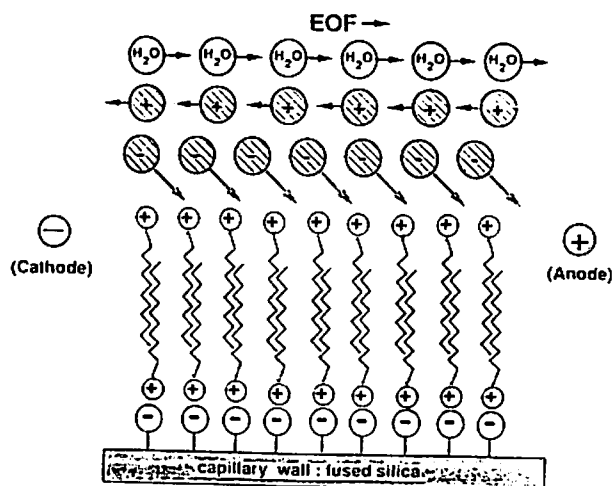 EOF →
H₂O H₂O H₂O H₂O H₂O H₂O
+ + + + + +
- - - - - - -
+ + + + + + + +
−
(Cathode)
+
(Anode)
+ + + + + + + +
− − − − − − − −
capillary wall : fused silica